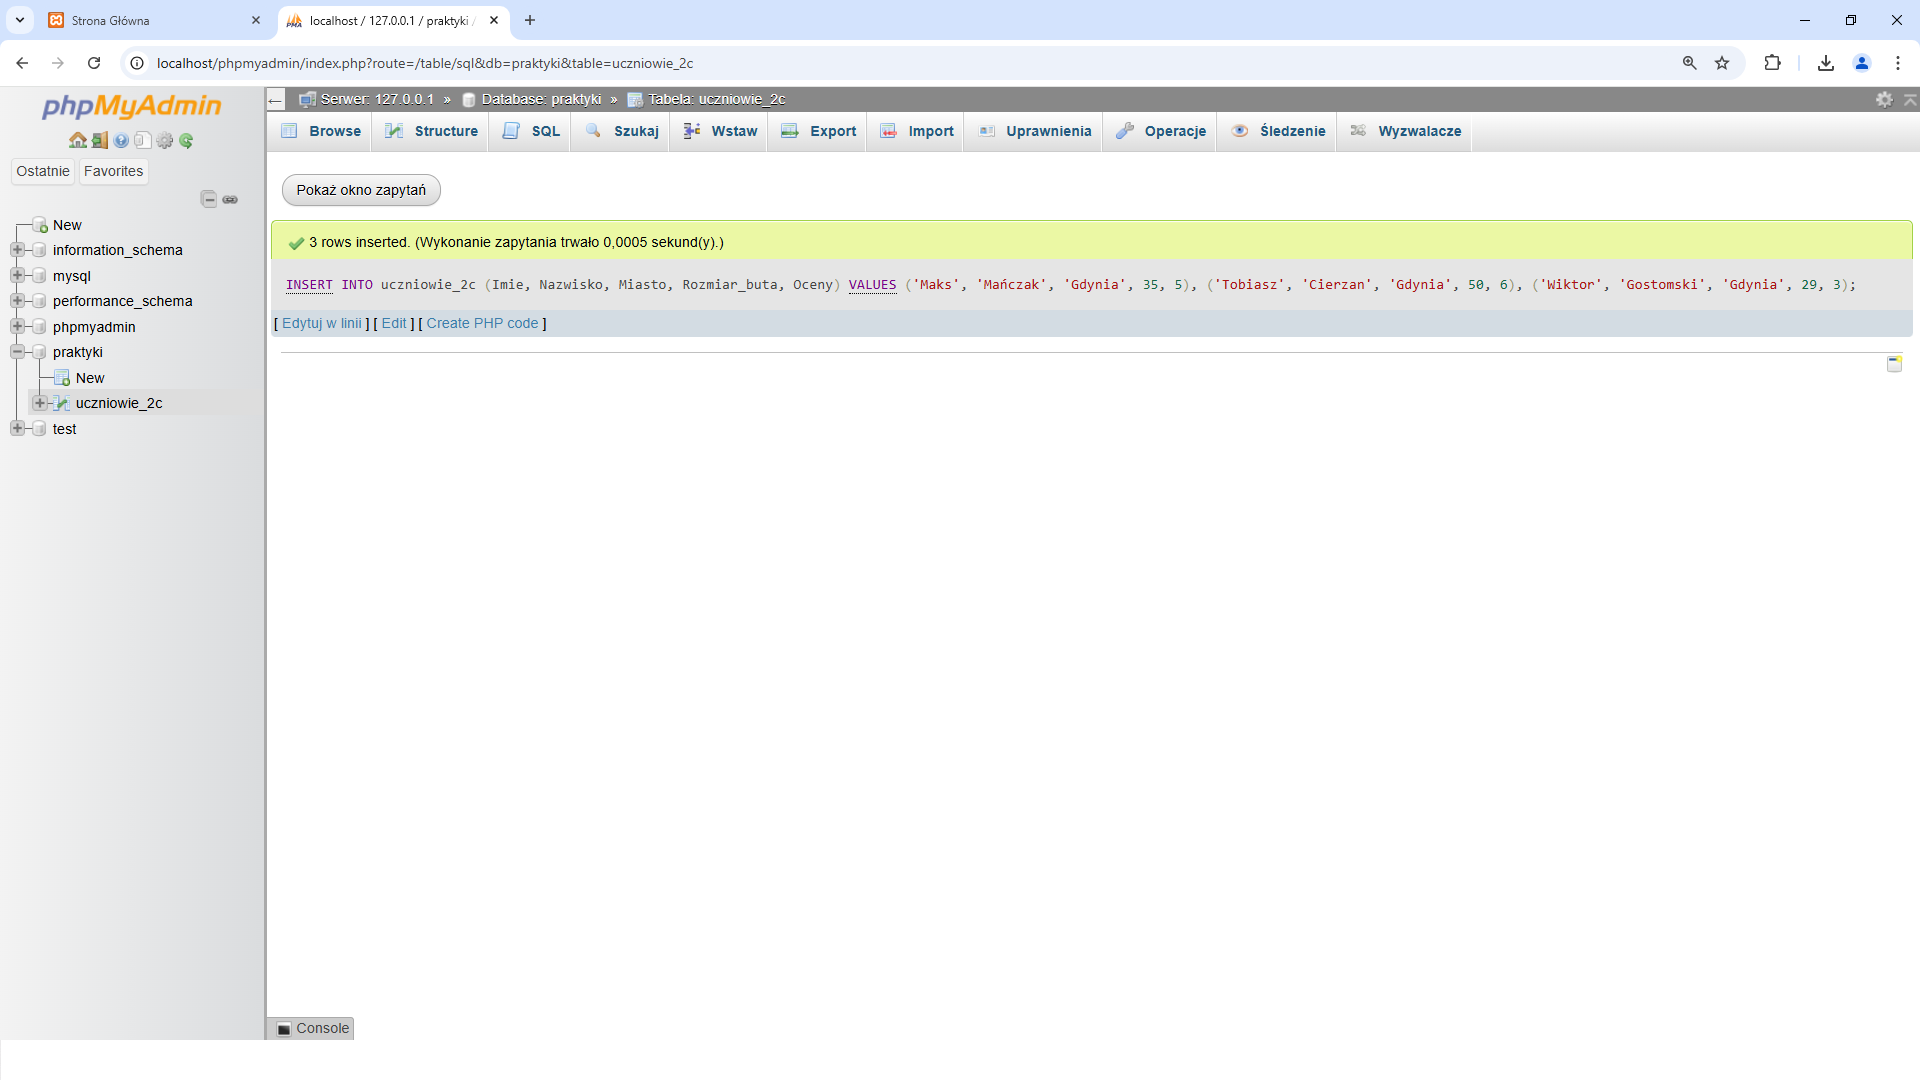 Strona Główna
localhost / 127.0.0.1 / praktyki /
localhost/phpmyadmin/index.php?route=/table/sql&db=praktyki&table=uczniowie_2c
phpMyAdmin
Ostatnie Favorites
New
information_schema
mysql
performance_schema
phpmyadmin
praktyki
New
uczniowie_2c
test
Serwer: 127.0.0.1 » Database: praktyki » Tabela: uczniowie_2c
Browse Structure SQL Szukaj Wstaw Export Import Uprawnienia Operacje Śledzenie Wyzwalacze
Pokaż okno zapytań
3 rows inserted. (Wykonanie zapytania trwało 0,0005 sekund(y).)
INSERT INTO uczniowie_2c (Imie, Nazwisko, Miasto, Rozmiar_buta, Oceny) VALUES ('Maks', 'Mańczak', 'Gdynia', 35, 5), ('Tobiasz', 'Cierzan', 'Gdynia', 50, 6), ('Wiktor', 'Gostomski', 'Gdynia', 29, 3);
[ Edytuj w linii ] [ Edit ] [ Create PHP code ]
Console